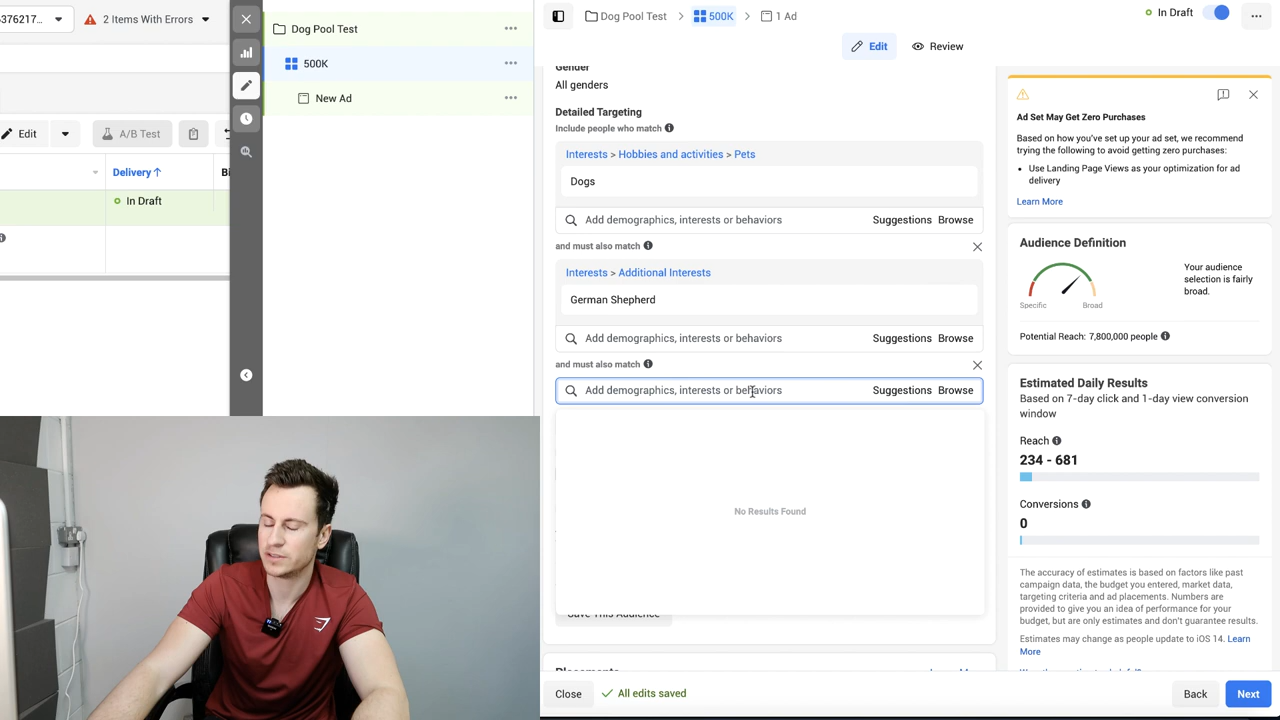 376217...
2 Items With Errors
Edit
A/B Test
Delivery
In Draft
Dog Pool Test
500K
New Ad
Dog Pool Test
500K
1 Ad
In Draft
Edit
Review
Gender
All genders
Detailed Targeting
Include people who match
Interests > Hobbies and activities > Pets
Dogs
Add demographics, interests or behaviors Suggestions Browse
and must also match
Interests > Additional Interests
German Shepherd
Add demographics, interests or behaviors Suggestions Browse
and must also match
Add demographics, interests or behaviors Suggestions Browse
No Results Found
Save This Audience
Placements
Close
All edits saved
Back
Next
Ad Set May Get Zero Purchases
Based on how you've set up your ad set, we recommend
trying the following to avoid getting zero purchases:
• Use Landing Page Views as your optimization for ad
delivery
Learn More
Audience Definition
Specific
Broad
Your audience
selection is fairly
broad.
Potential Reach: 7,800,000 people
Estimated Daily Results
Based on 7-day click and 1-day view conversion
window
Reach
234 - 681
Conversions
0
The accuracy of estimates is based on factors like past
campaign data, the budget you entered, market data,
targeting criteria and ad placements. Numbers are
provided to give you an idea of performance for your
budget, but are only estimates and don't guarantee results.
Estimates may change as people update to iOS 14. Learn
More